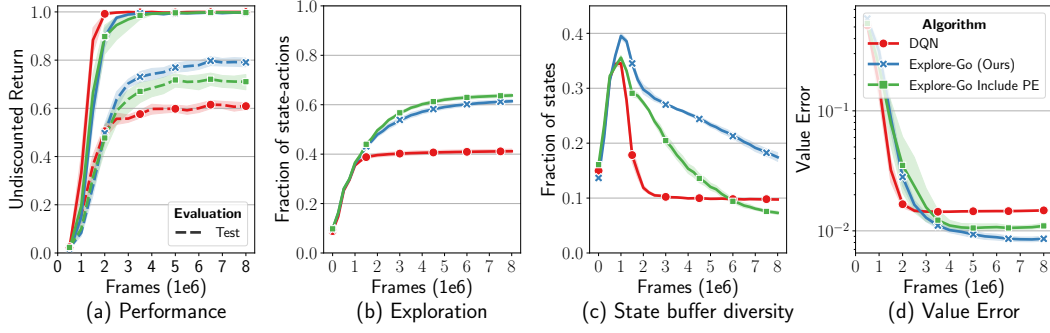 Undiscounted Return
1.0
0.8
0.6
0.4
0.2
0.0
Evaluation
Test
0 1 2 3 4 5 6 7 8
Frames (1e6)
(a) Performance
Fraction of state-actions
1.0
0.8
0.6
0.4
0.2
0.0
0 1 2 3 4 5 6 7 8
Frames (1e6)
(b) Exploration
Fraction of states
0.4
0.3
0.2
0.1
0.0
0 1 2 3 4 5 6 7 8
Frames (1e6)
(c) State buffer diversity
Value Error
10⁻¹
10⁻²
Algorithm
DQN
Explore-Go (Ours)
Explore-Go Include PE
0 1 2 3 4 5 6 7 8
Frames (1e6)
(d) Value Error